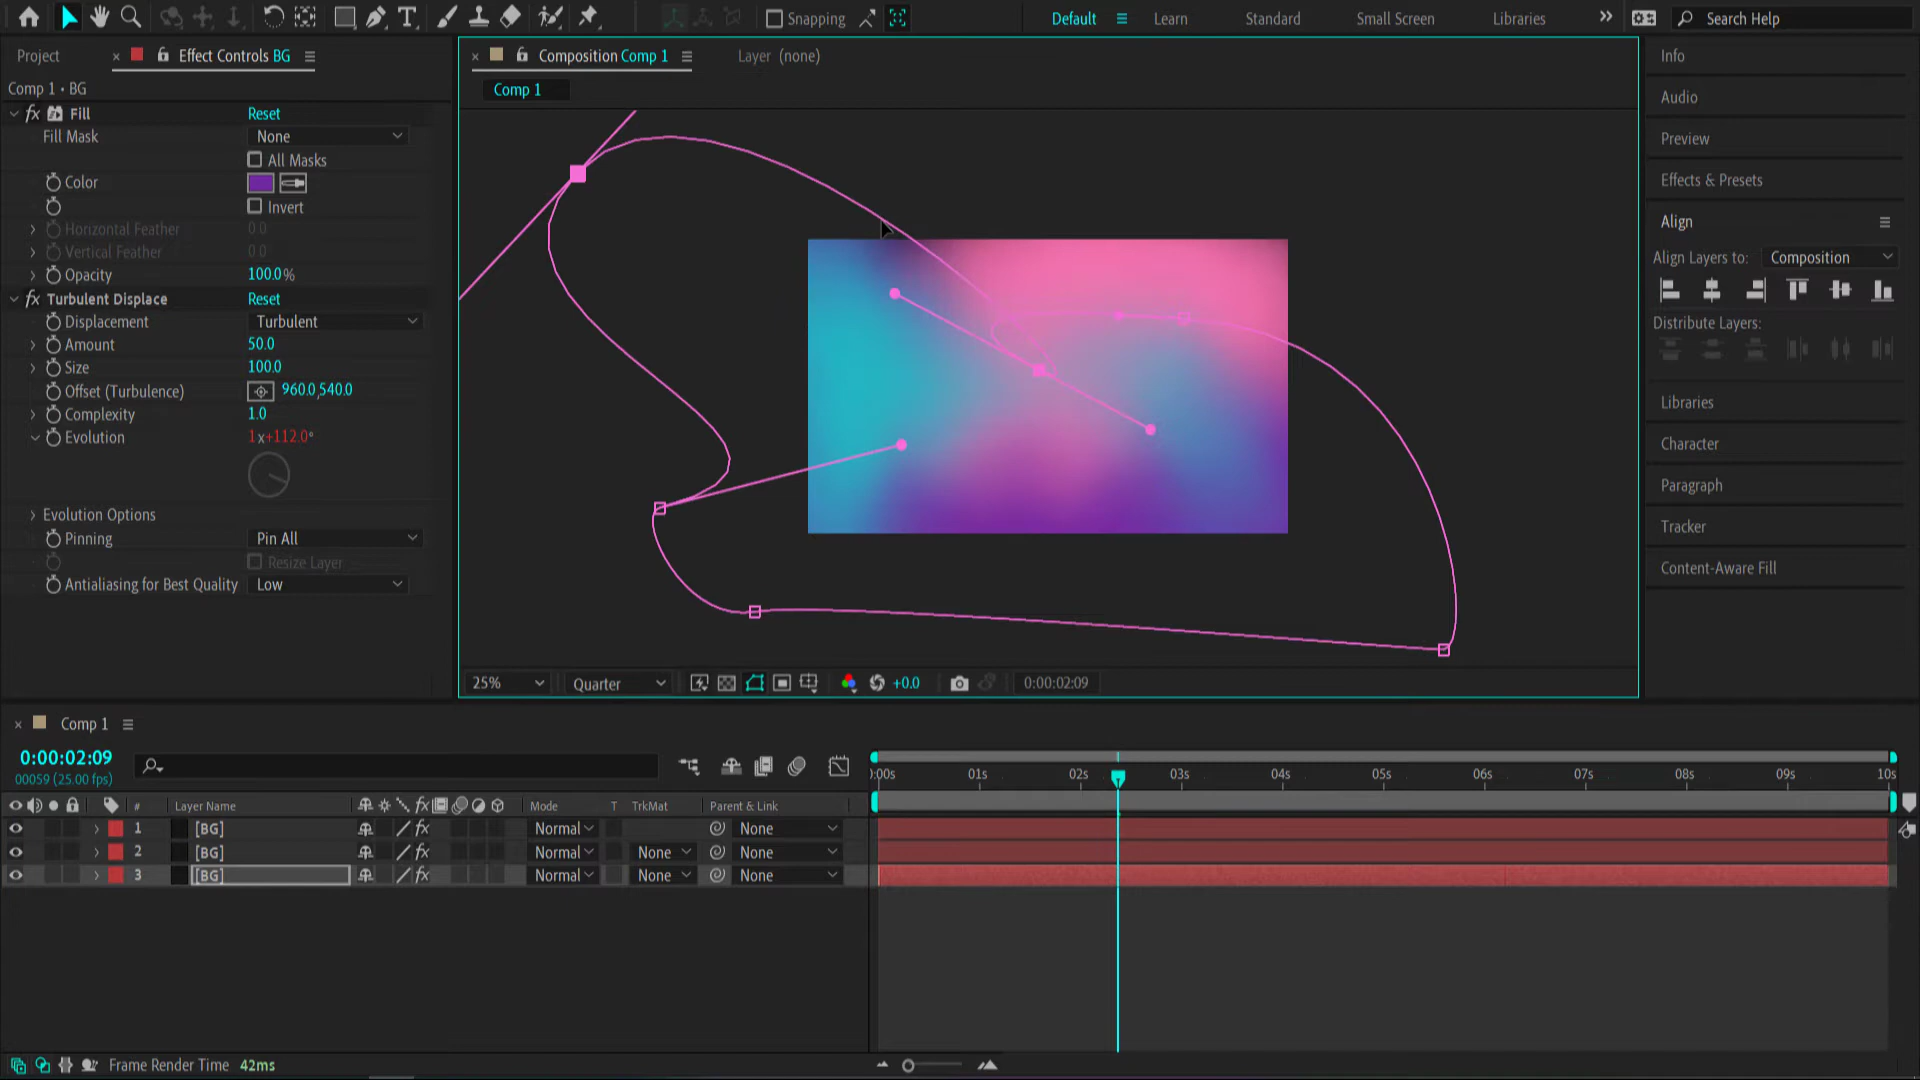 Snapping
Default
Learn
Standard
Small Screen
Libraries
Search Help
Project
Effect Controls BG
Composition Comp 1
Layer (none)
Comp 1 • BG
Comp 1
fx Fill Reset
Fill Mask None
All Masks
Color
Invert
Horizontal Feather 0.0
Vertical Feather 0.0
Opacity 100.0%
fx Turbulent Displace Reset
Displacement Turbulent
Amount 50.0
Size 100.0
Offset (Turbulence) 960.0,540.0
Complexity 1.0
Evolution 1x+112.0°
Evolution Options
Pinning Pin All
Resize Layer
Antialiasing for Best Quality Low
25% Quarter +0.0 0:00:02:09
Info
Audio
Preview
Effects & Presets
Align
Align Layers to: Composition
Distribute Layers:
Libraries
Character
Paragraph
Tracker
Content-Aware Fill
Comp 1
0:00:02:09
00059 (25.00 fps)
:00s 01s 02s 03s 04s 05s 06s 07s 08s 09s 10s
# Layer Name fx Mode T TrkMat Parent & Link
1 [BG] fx Normal None
2 [BG] fx Normal None None
3 [BG] fx Normal None None
Frame Render Time 42ms